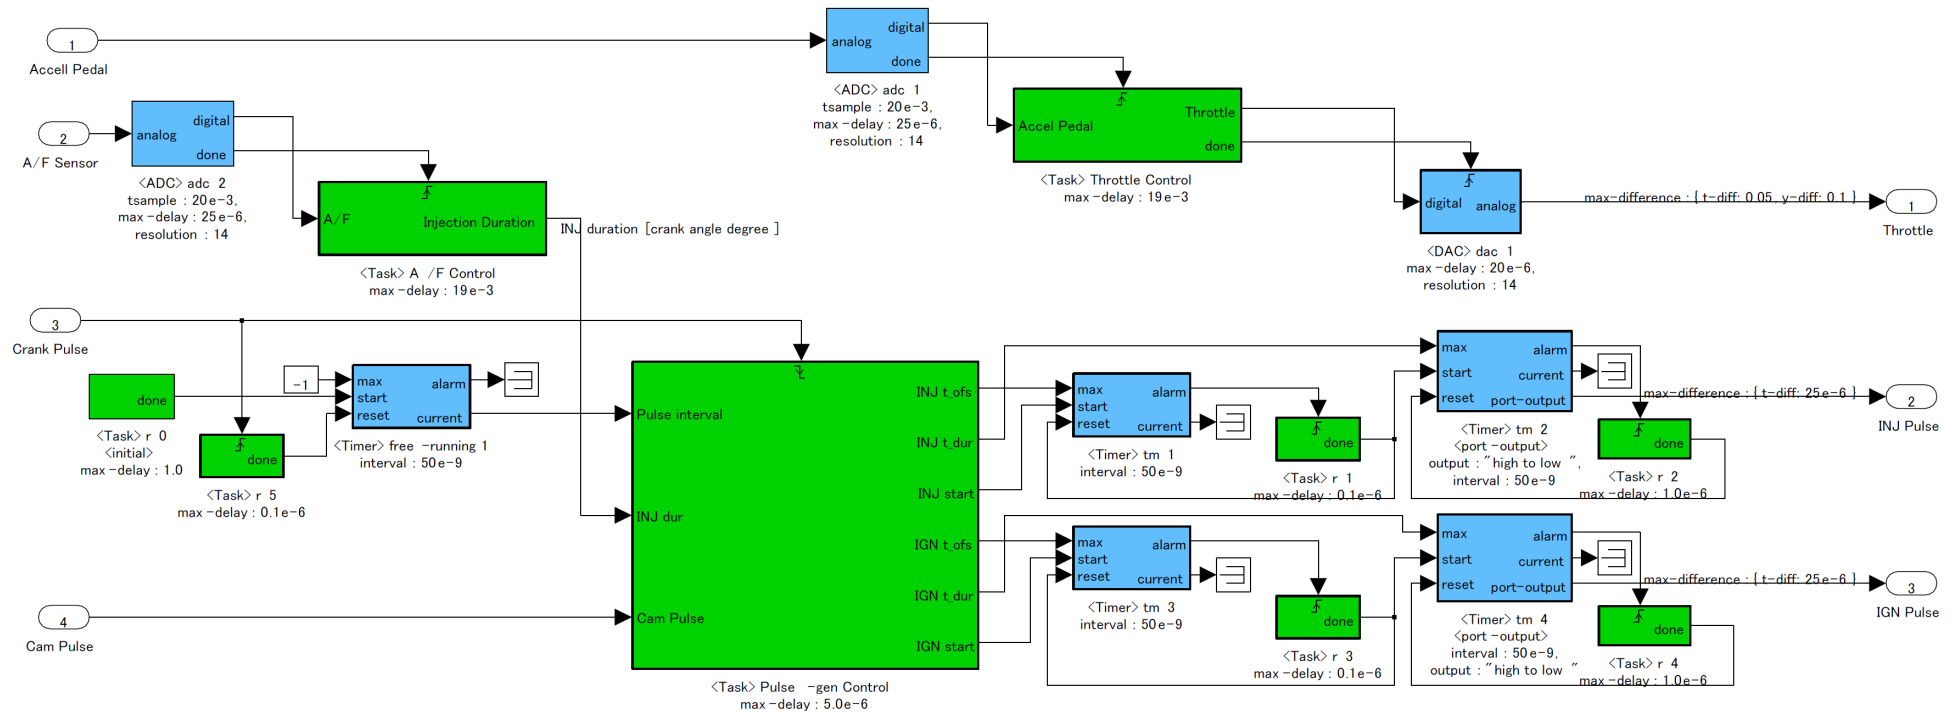 1
Accell Pedal
analog
digital
done
<ADC> adc 1
tsample : 20e-3,
max-delay : 25e-6,
resolution : 14
Accel Pedal
Throttle
done
<Task> Throttle Control
max-delay : 19e-3
digital
analog
<DAC> dac 1
max-delay : 20e-6,
resolution : 14
max-difference : { t-diff: 0.05, y-diff: 0.1 }
1
Throttle
2
A/F Sensor
analog
digital
done
<ADC> adc 2
tsample : 20e-3,
max-delay : 25e-6,
resolution : 14
A/F
Injection Duration
<Task> A /F Control
max-delay : 19e-3
INJ duration [crank angle degree ]
3
Crank Pulse
done
<Task> r 0
<initial>
max-delay : 1.0
done
<Task> r 5
max-delay : 0.1e-6
-1
max
start
reset
alarm
current
<Timer> free -running 1
interval : 50e-9
Pulse interval
INJ dur
Cam Pulse
INJ t_ofs
INJ t_dur
INJ start
IGN t_ofs
IGN t_dur
IGN start
<Task> Pulse -gen Control
max-delay : 5.0e-6
4
Cam Pulse
max
start
reset
alarm
current
<Timer> tm 1
interval : 50e-9
done
<Task> r 1
max-delay : 0.1e-6
max
start
reset
alarm
current
port-output
<Timer> tm 2
<port-output>
output : "high to low ",
interval : 50e-9
done
<Task> r 2
max-delay : 1.0e-6
max-difference : { t-diff: 25e-6 }
2
INJ Pulse
max
start
reset
alarm
current
<Timer> tm 3
interval : 50e-9
done
<Task> r 3
max-delay : 0.1e-6
max
start
reset
alarm
current
port-output
<Timer> tm 4
<port-output>
interval : 50e-9,
output : "high to low "
done
<Task> r 4
max-delay : 1.0e-6
max-difference : { t-diff: 25e-6 }
3
IGN Pulse